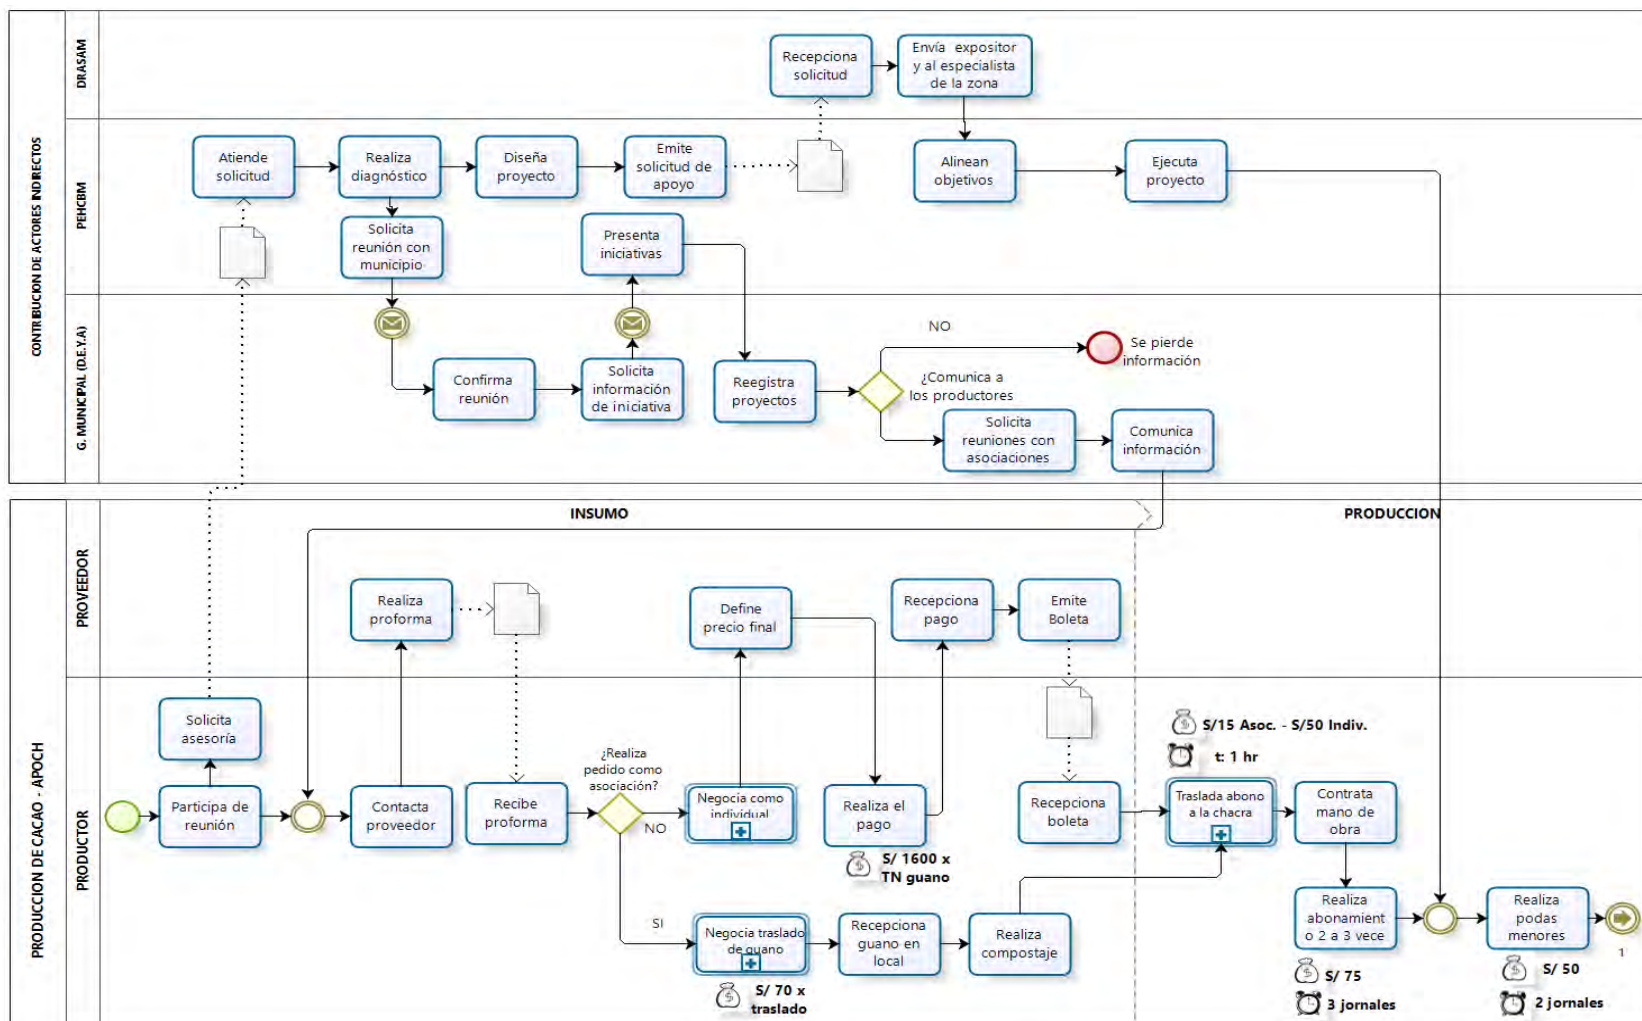 CONTRIBUCION DE ACTORES INDIRECTOS
DRASAM
Recepciona
solicitud
Envía expositor
y al especialista
de la zona
PEHCBM
Atiende
solicitud
Realiza
diagnóstico
Diseña
proyecto
Emite
solicitud de
apoyo
Alinean
objetivos
Ejecuta
proyecto
Solicita
reunión con
municipio
Presenta
iniciativas
G. MUNICIPAL (D.E.Y.A)
Confirma
reunión
Solicita
información
de iniciativa
Reegistra
proyectos
NO
¿Comunica a
los productores
Se pierde
información
Solicita
reuniones con
asociaciones
Comunica
información
PRODUCCION DE CACAO - APOCH
INSUMO
PRODUCCION
PROVEEDOR
Realiza
proforma
Define
precio final
Recepciona
pago
Emite
Boleta
PRODUCTOR
Solicita
asesoría
Participa de
reunión
Contacta
proveedor
Recibe
proforma
¿Realiza
pedido como
asociación?
NO
Negocia como
individual
Realiza el
pago
S/ 1600 x
TN guano
Recepciona
boleta
S/15 Asoc. - S/50 Indiv.
t: 1 hr
Traslada abono
a la chacra
Contrata
mano de
obra
SI
Negocia traslado
de guano
S/ 70 x
traslado
Recepciona
guano en
local
Realiza
compostaje
Realiza
abonamient
o 2 a 3 vece
S/ 75
3 jornales
Realiza
podas
menores
S/ 50
2 jornales
1